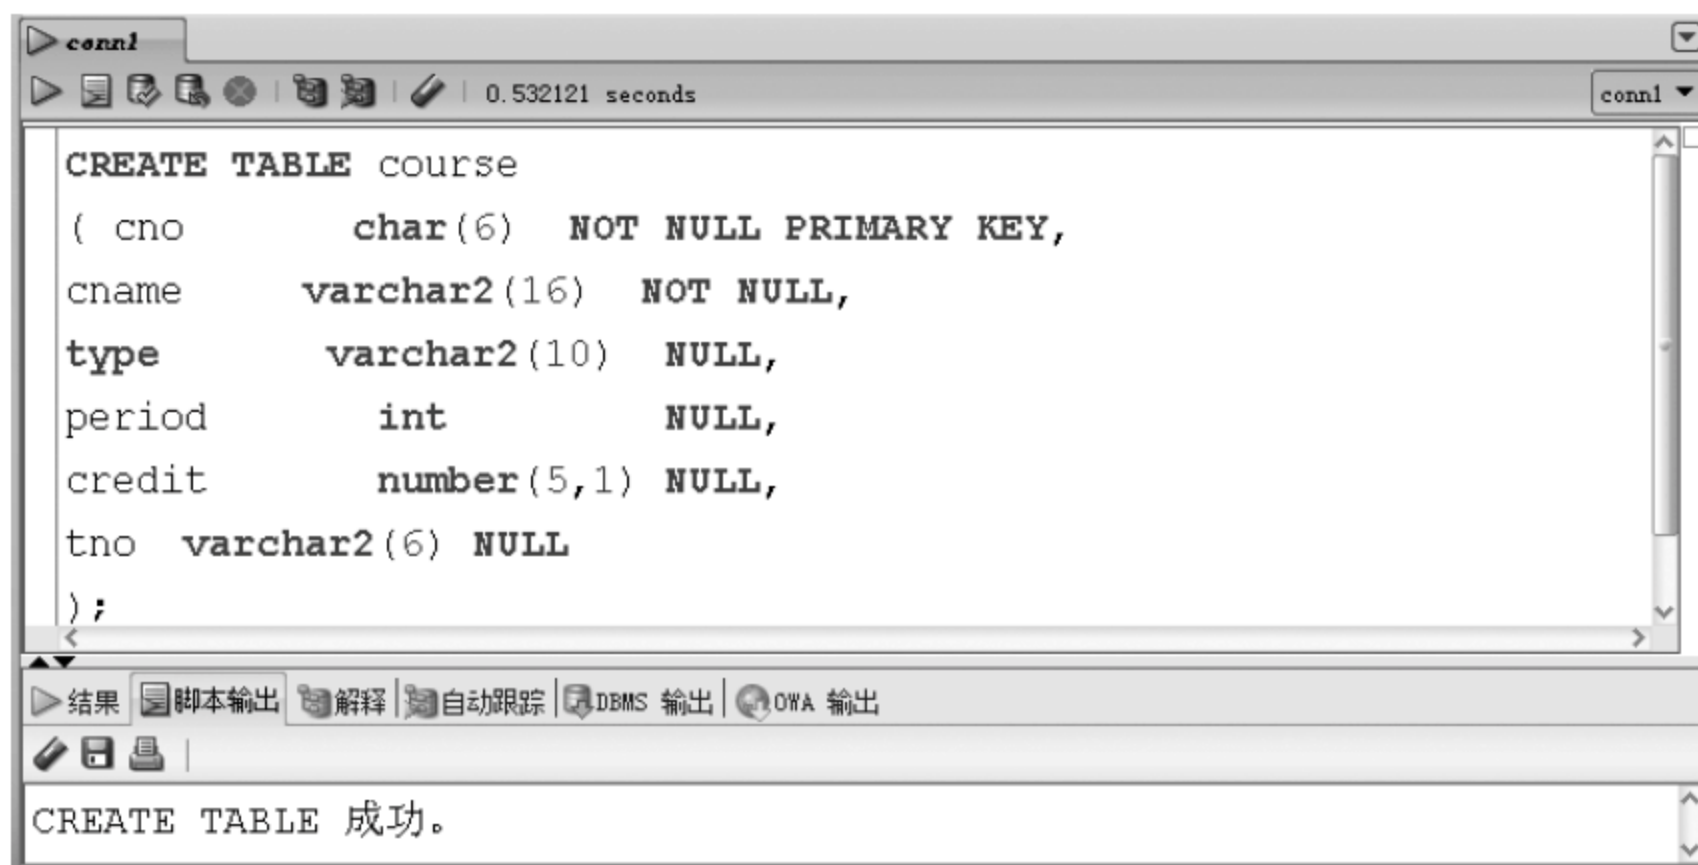 conn1
0.532121 seconds
conn1
CREATE TABLE course
( cno char(6) NOT NULL PRIMARY KEY,
cname varchar2(16) NOT NULL,
type varchar2(10) NULL,
period int NULL,
credit number(5,1) NULL,
tno varchar2(6) NULL
);
结果 脚本输出 解释 自动跟踪 DBMS 输出 OWA 输出
CREATE TABLE 成功。